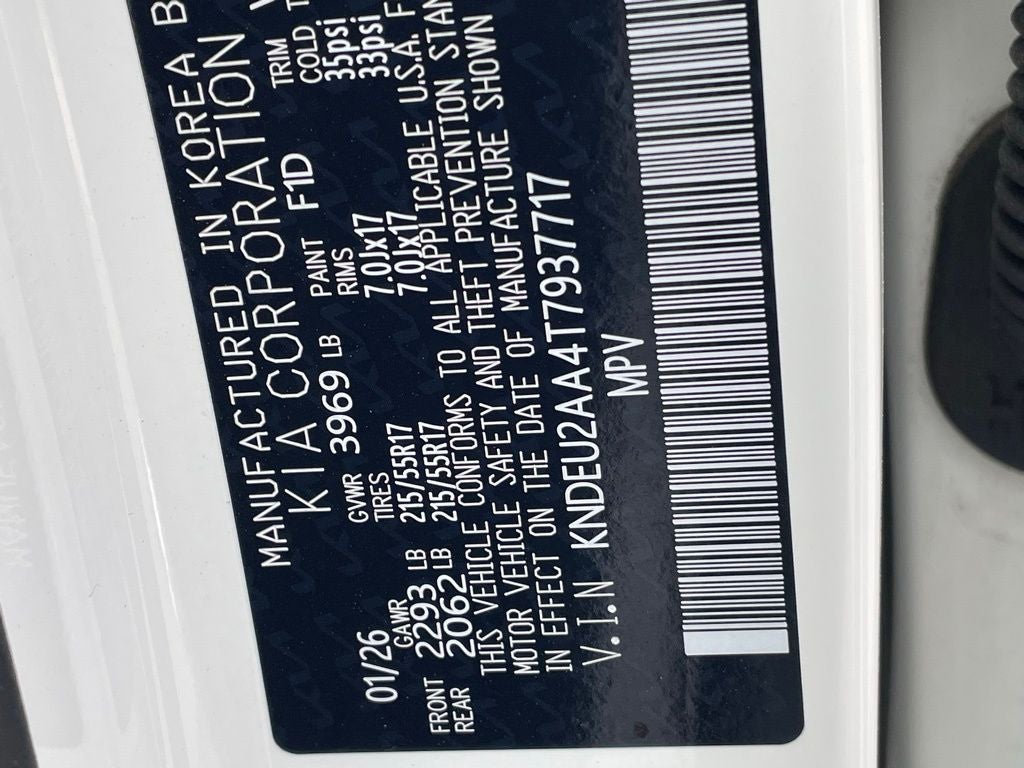 MANUFACTURED IN KOREA B
KIA CORPORATION
01/26 GVWR 3969 LB PAINT F1D TRIM
GAWR TIRES RIMS COLD T
FRONT 2293 LB 215/55R17 7.0Jx17 35psi
REAR 2062 LB 215/55R17 7.0Jx17 33psi
THIS VEHICLE CONFORMS TO ALL APPLICABLE U.S.A. F
MOTOR VEHICLE SAFETY AND THEFT PREVENTION STAN
IN EFFECT ON THE DATE OF MANUFACTURE SHOWN
V.I.N KNDEU2AA4T7937717
MPV